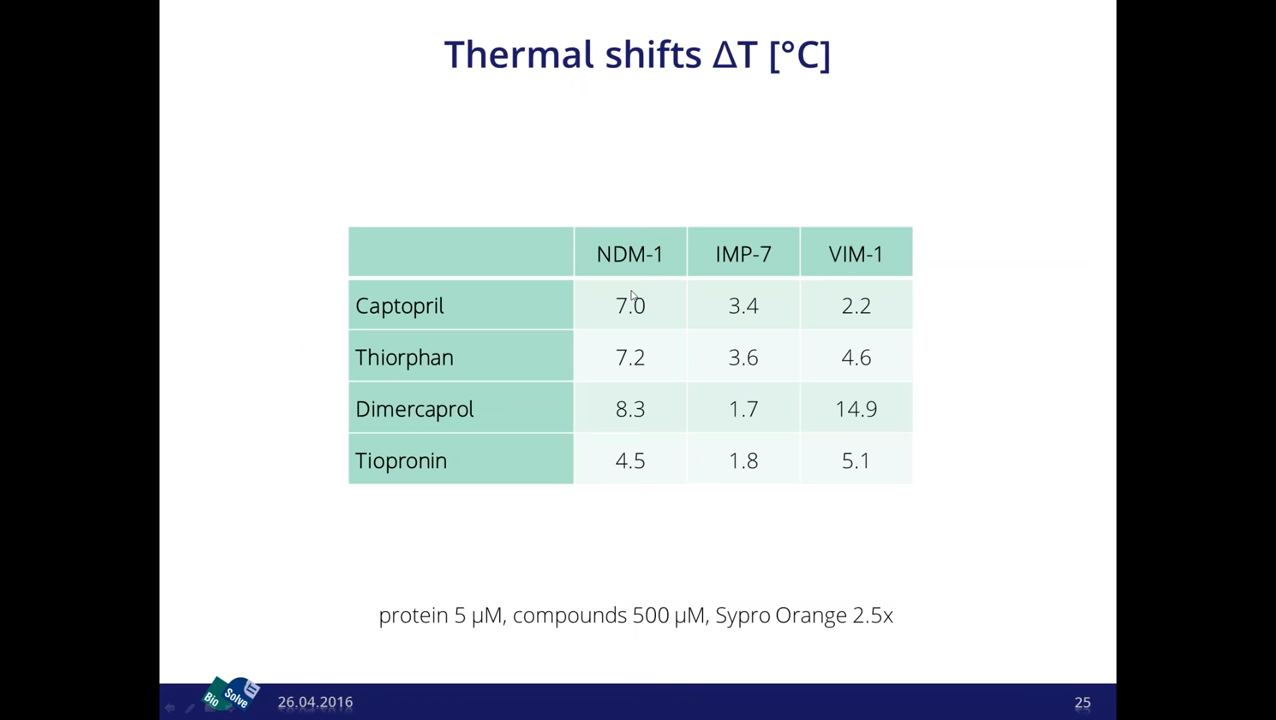 Thermal shifts ΔT [°C]
NDM-1 IMP-7 VIM-1
Captopril 7.0 3.4 2.2
Thiorphan 7.2 3.6 4.6
Dimercaprol 8.3 1.7 14.9
Tiopronin 4.5 1.8 5.1
protein 5 µM, compounds 500 µM, Sypro Orange 2.5x
Bio Solve 26.04.2016 25